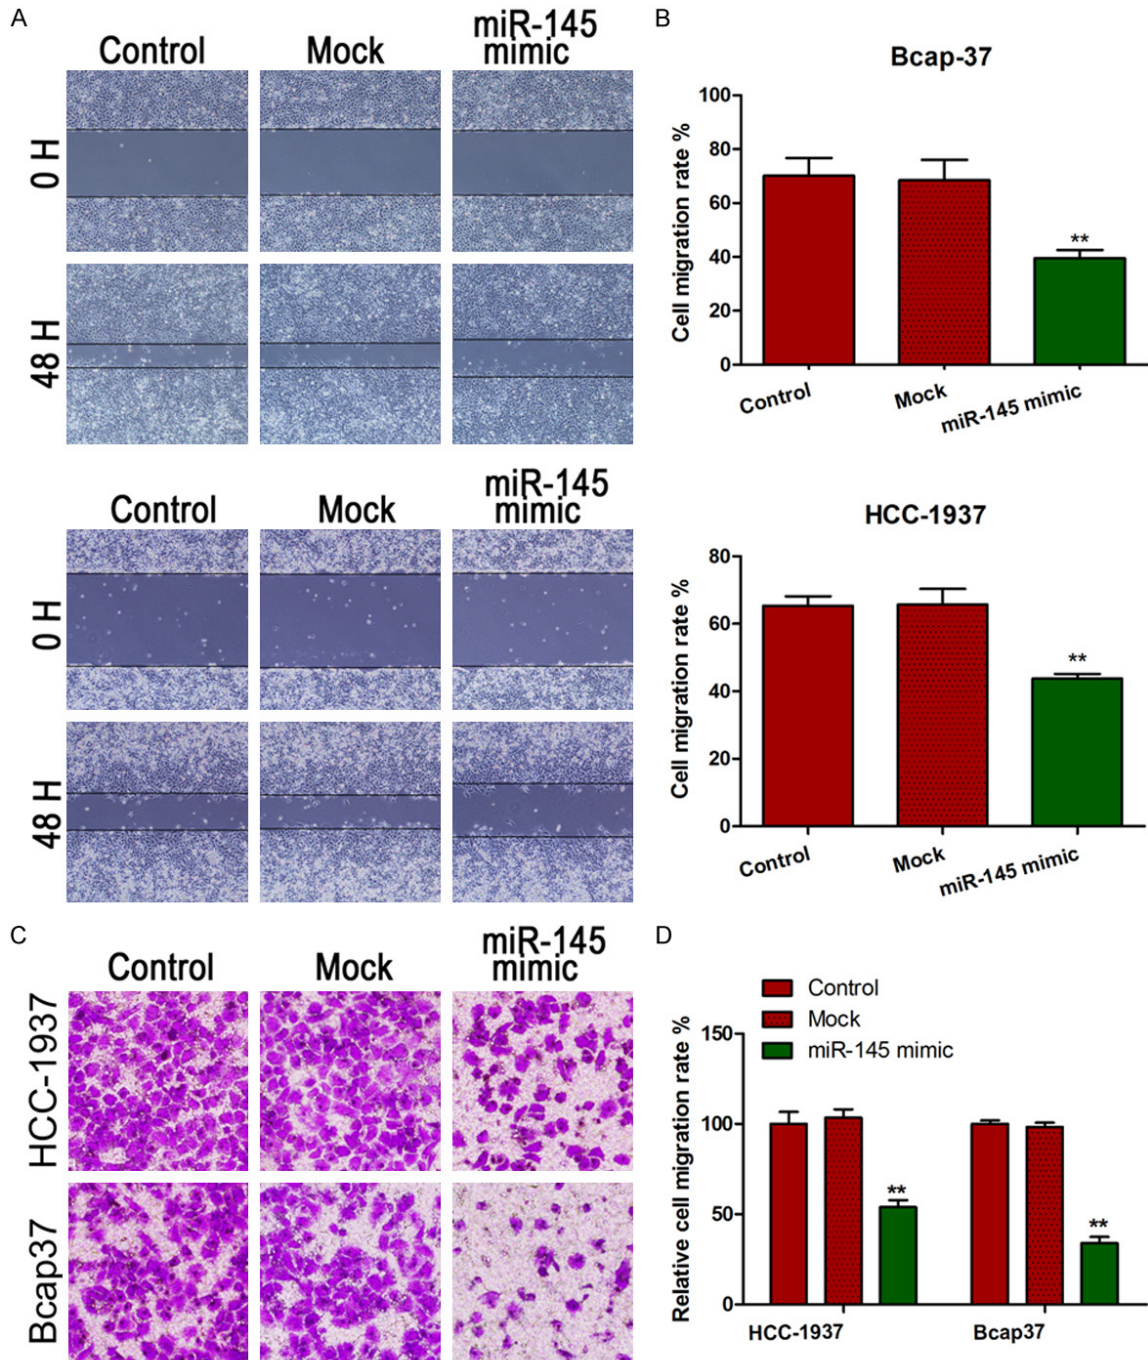 A
Control
Mock
miR-145
mimic
0 H
48 H
Control
Mock
miR-145
mimic
0 H
48 H
B
Bcap-37
Cell migration rate %
100
80
60
40
20
0
**
Control
Mock
miR-145 mimic
HCC-1937
Cell migration rate %
80
60
40
20
0
**
Control
Mock
miR-145 mimic
C
Control
Mock
miR-145
mimic
HCC-1937
Bcap37
D
Control
Mock
miR-145 mimic
Relative cell migration rate %
150
100
50
0
**
**
HCC-1937
Bcap37